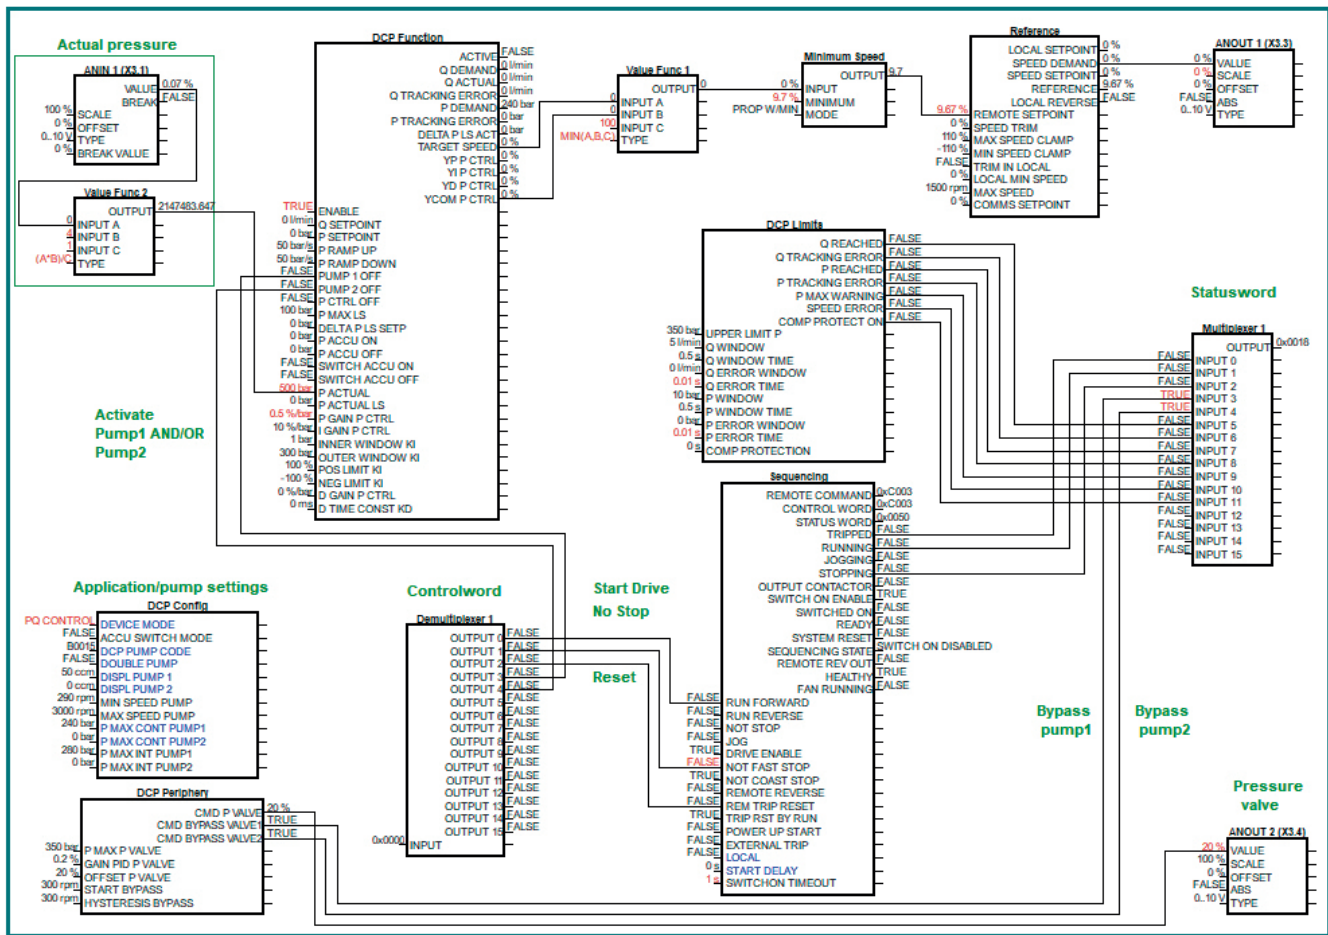 Actual pressure
ANIN 1 (X3.1)
VALUE 0.07 %
BREAK FALSE
100 % SCALE
0 % OFFSET
0..10 V TYPE
0 % BREAK VALUE
Value Func 2
OUTPUT 2147483.647
0 INPUT A
4 INPUT B
1 INPUT C
(A*B)/C TYPE
DCP Function
ACTIVE FALSE
Q DEMAND 0 l/min
Q ACTUAL 0 l/min
Q TRACKING ERROR 0 l/min
P DEMAND 240 bar
P TRACKING ERROR 0 bar
DELTA P LS ACT 0 bar
TARGET SPEED 0 %
YP P CTRL 0 %
YI P CTRL 0 %
YD P CTRL 0 %
YCOM P CTRL 0 %
TRUE ENABLE
0 l/min Q SETPOINT
0 bar P SETPOINT
50 bar/s P RAMP UP
50 bar/s P RAMP DOWN
FALSE PUMP 1 OFF
FALSE PUMP 2 OFF
FALSE P CTRL OFF
100 bar P MAX LS
0 bar DELTA P LS SETP
0 bar P ACCU ON
0 bar P ACCU OFF
FALSE SWITCH ACCU ON
FALSE SWITCH ACCU OFF
500 bar P ACTUAL
0 bar P ACTUAL LS
0.5 %/bar P GAIN P CTRL
10 %/bar I GAIN P CTRL
1 bar INNER WINDOW KI
300 bar OUTER WINDOW KI
100 % POS LIMIT KI
-100 % NEG LIMIT KI
0 %/bar D GAIN P CTRL
0 ms D TIME CONST KD
Value Func 1
OUTPUT 0
0 INPUT A
0 INPUT B
100 INPUT C
MIN(A,B,C) TYPE
Minimum Speed
OUTPUT 9.7
0 % INPUT
9.7 % MINIMUM
PROP W/MIN MODE
Reference
LOCAL SETPOINT 0 %
SPEED DEMAND 0 %
SPEED SETPOINT 0 %
REFERENCE 9.67 %
LOCAL REVERSE FALSE
9.67 % REMOTE SETPOINT
0 % SPEED TRIM
110 % MAX SPEED CLAMP
-110 % MIN SPEED CLAMP
FALSE TRIM IN LOCAL
0 % LOCAL MIN SPEED
1500 rpm MAX SPEED
0 % COMMS SETPOINT
ANOUT 1 (X3.3)
0 % VALUE
0 % SCALE
0 % OFFSET
FALSE ABS
0..10 V TYPE
DCP Limits
Q REACHED FALSE
Q TRACKING ERROR FALSE
P REACHED FALSE
P TRACKING ERROR FALSE
P MAX WARNING FALSE
SPEED ERROR FALSE
COMP PROTECT ON FALSE
350 bar UPPER LIMIT P
5 l/min Q WINDOW
0.5 s Q WINDOW TIME
0 l/min Q ERROR WINDOW
0.01 s Q ERROR TIME
10 bar P WINDOW
0.5 s P WINDOW TIME
0 bar P ERROR WINDOW
0.01 s P ERROR TIME
0 s COMP PROTECTION
Statusword
Multiplexer 1
OUTPUT 0x0018
FALSE INPUT 0
FALSE INPUT 1
FALSE INPUT 2
TRUE INPUT 3
TRUE INPUT 4
FALSE INPUT 5
FALSE INPUT 6
FALSE INPUT 7
FALSE INPUT 8
FALSE INPUT 9
FALSE INPUT 10
FALSE INPUT 11
FALSE INPUT 12
FALSE INPUT 13
FALSE INPUT 14
FALSE INPUT 15
Activate
Pump1 AND/OR
Pump2
Sequencing
REMOTE COMMAND 0xC003
CONTROL WORD 0xC003
STATUS WORD 0x0050
TRIPPED FALSE
RUNNING FALSE
JOGGING FALSE
STOPPING FALSE
OUTPUT CONTACTOR FALSE
SWITCH ON ENABLE TRUE
SWITCHED ON FALSE
READY FALSE
SYSTEM RESET FALSE
SEQUENCING STATE SWITCH ON DISABLED
REMOTE REV OUT FALSE
HEALTHY TRUE
FAN RUNNING FALSE
FALSE RUN FORWARD
FALSE RUN REVERSE
FALSE NOT STOP
FALSE JOG
TRUE DRIVE ENABLE
FALSE NOT FAST STOP
TRUE NOT COAST STOP
FALSE REMOTE REVERSE
FALSE REM TRIP RESET
TRUE TRIP RST BY RUN
FALSE POWER UP START
FALSE EXTERNAL TRIP
FALSE LOCAL
0 s START DELAY
1 s SWITCHON TIMEOUT
Application/pump settings
DCP Config
PQ CONTROL DEVICE MODE
FALSE ACCU SWITCH MODE
B0015 DCP PUMP CODE
FALSE DOUBLE PUMP
50 ccm DISPL PUMP 1
0 ccm DISPL PUMP 2
290 rpm MIN SPEED PUMP
3000 rpm MAX SPEED PUMP
240 bar P MAX CONT PUMP1
0 bar P MAX CONT PUMP2
280 bar P MAX INT PUMP1
0 bar P MAX INT PUMP2
Controlword
Demultiplexer 1
OUTPUT 0 FALSE
OUTPUT 1 FALSE
OUTPUT 2 FALSE
OUTPUT 3 FALSE
OUTPUT 4 FALSE
OUTPUT 5 FALSE
OUTPUT 6 FALSE
OUTPUT 7 FALSE
OUTPUT 8 FALSE
OUTPUT 9 FALSE
OUTPUT 10 FALSE
OUTPUT 11 FALSE
OUTPUT 12 FALSE
OUTPUT 13 FALSE
OUTPUT 14 FALSE
OUTPUT 15 FALSE
0x0000 INPUT
Start Drive
No Stop
Reset
Bypass
pump1
Bypass
pump2
DCP Periphery
CMD P VALVE 20 %
CMD BYPASS VALVE1 TRUE
CMD BYPASS VALVE2 TRUE
350 bar P MAX P VALVE
0.2 % GAIN PID P VALVE
20 % OFFSET P VALVE
300 rpm START BYPASS
300 rpm HYSTERESIS BYPASS
Pressure
valve
ANOUT 2 (X3.4)
20 % VALUE
100 % SCALE
0 % OFFSET
FALSE ABS
0..10 V TYPE